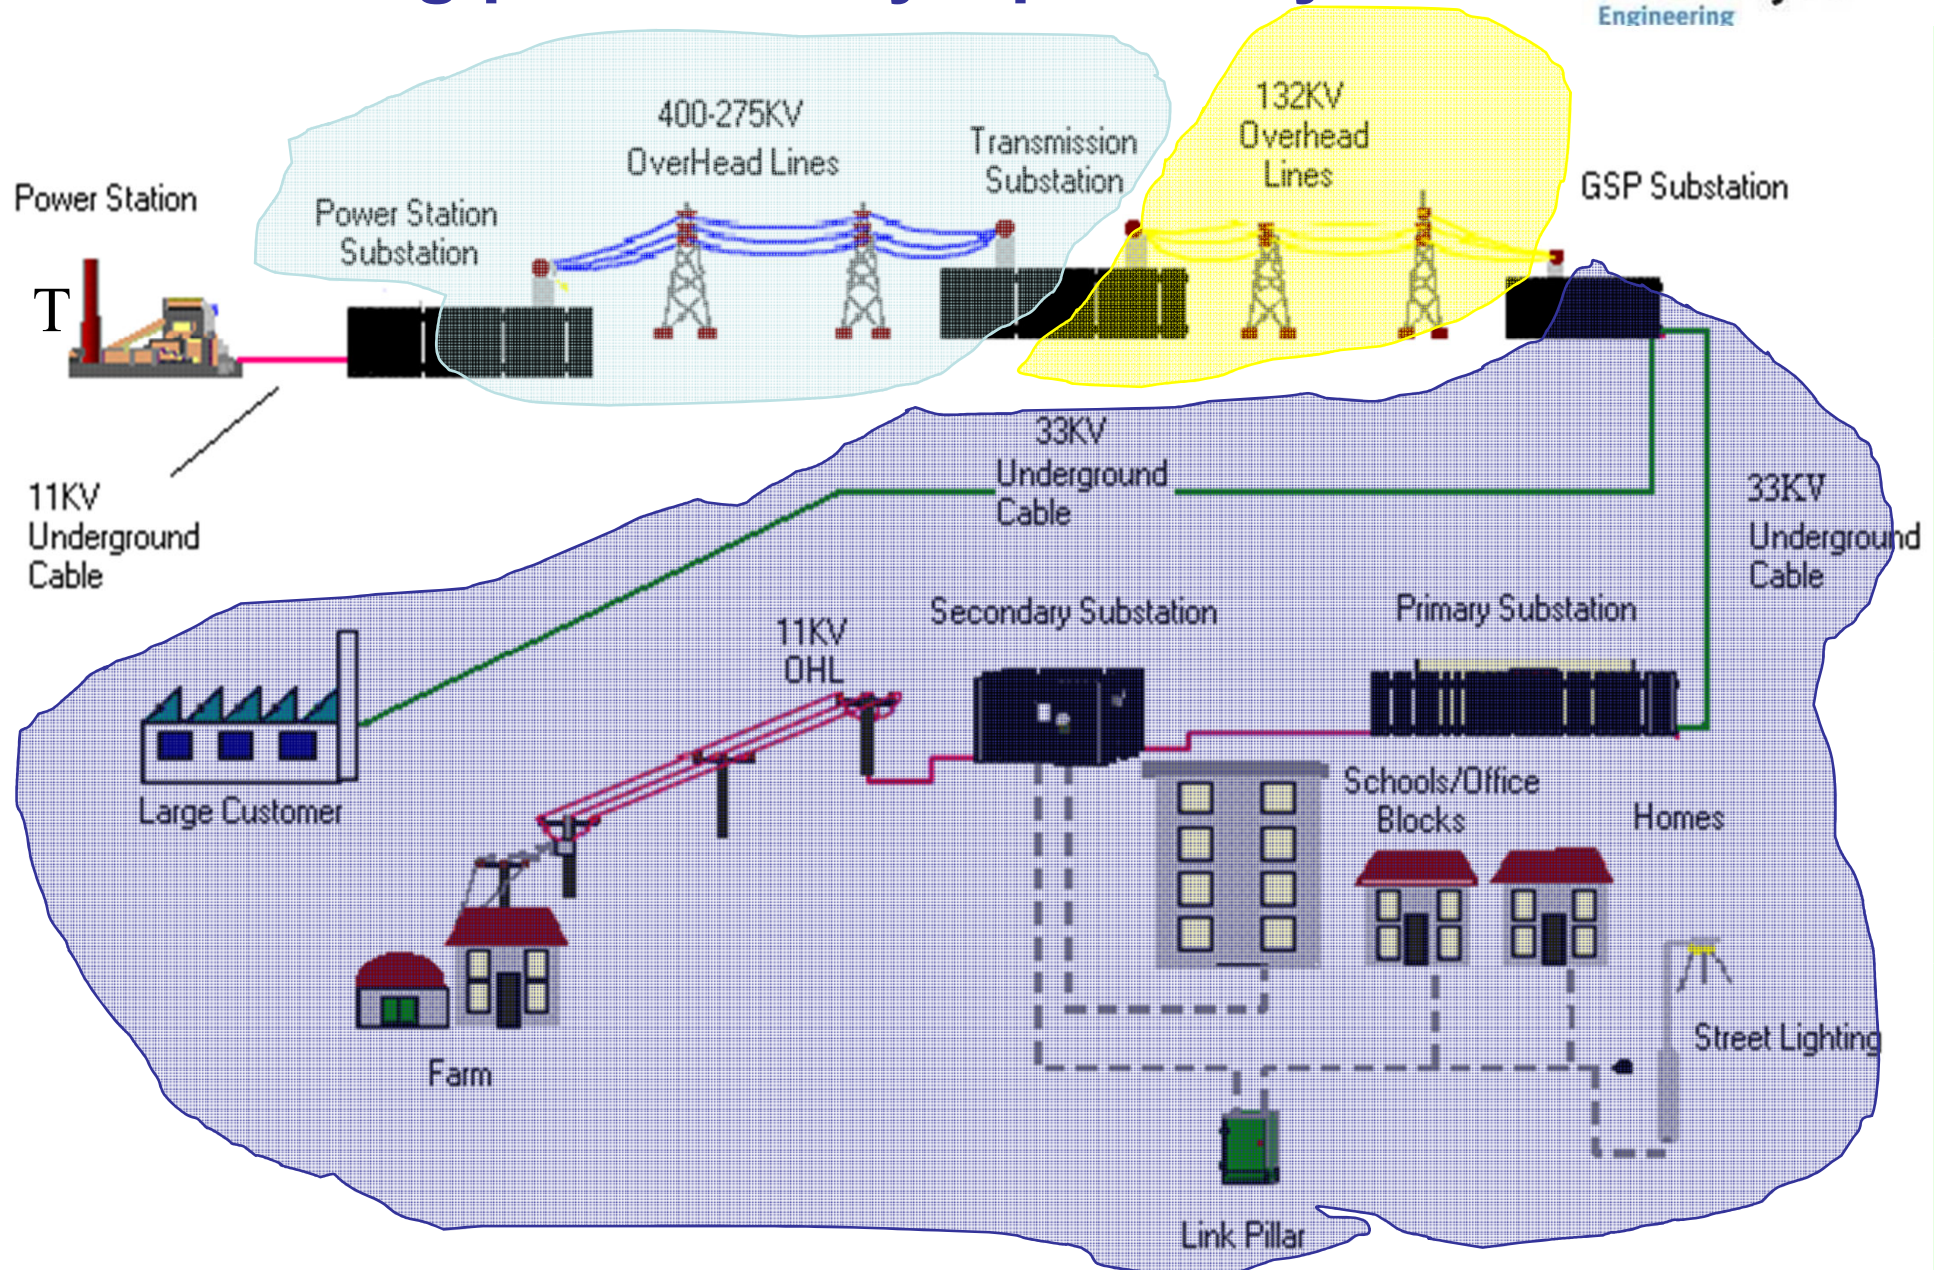 Engineering
132KV
Overhead
Lines
400-275KV
OverHead Lines
Transmission
Substation
GSP Substation
Power Station
Power Station
Substation
T
11KV
Underground
Cable
33KV
Underground
Cable
33KV
Underground
Cable
Secondary Substation
Primary Substation
11KV
OHL
Large Customer
Schools/Office
Blocks
Homes
Farm
Street Lighting
Link Pillar